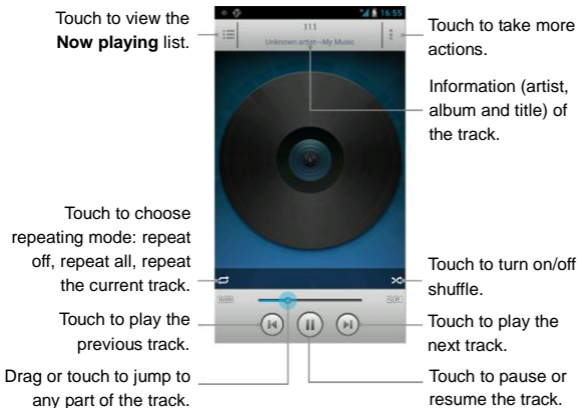 Touch to view the
Now playing list.
16:55
111
Unknown artist--My Music
Touch to take more
actions.
Information (artist,
album and title) of
the track.
Touch to choose
repeating mode: repeat
off, repeat all, repeat
the current track.
Touch to turn on/off
shuffle.
Touch to play the
previous track.
Touch to play the
next track.
Drag or touch to jump to
any part of the track.
Touch to pause or
resume the track.